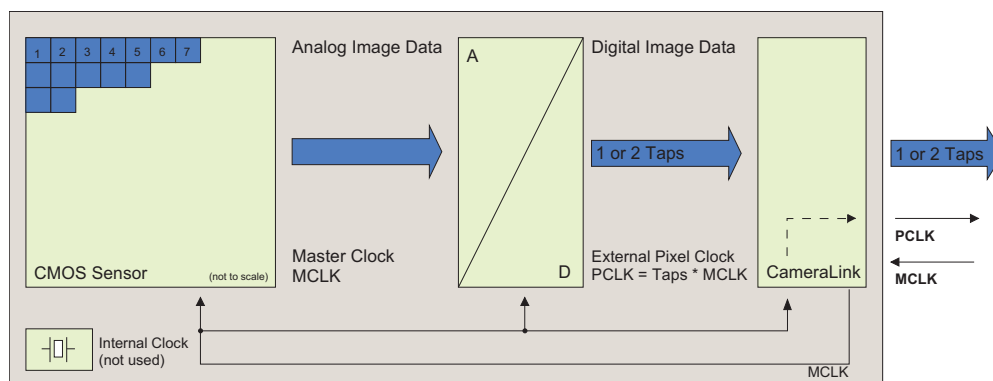 1 2 3 4 5 6 7
Analog Image Data
A
Digital Image Data
1 or 2 Taps
1 or 2 Taps
PCLK
CMOS Sensor
(not to scale)
Master Clock
MCLK
D
External Pixel Clock
PCLK = Taps * MCLK
CameraLink
MCLK
Internal Clock
(not used)
MCLK